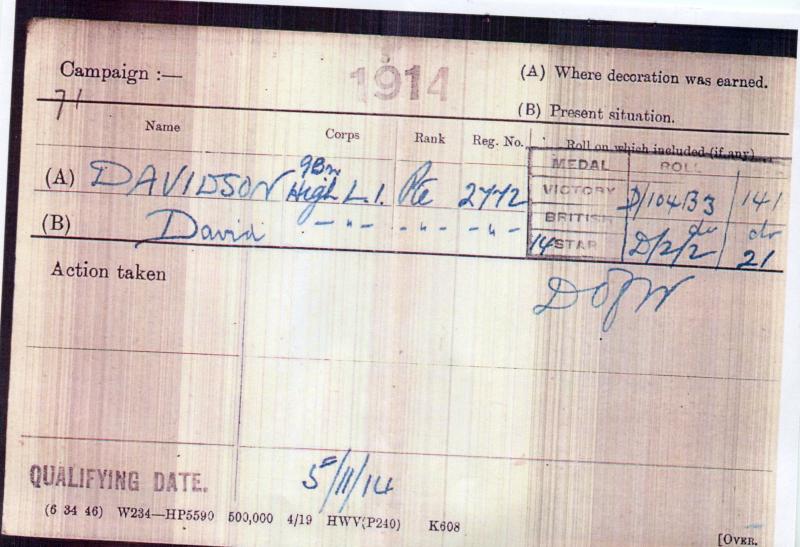 Campaign :— 1914 (A) Where decoration was earned.
71 (B) Present situation.
Name Corps Rank Reg. No. Roll on which included (if any).
MEDAL ROLL
(A) DAVIDSON 9Bn High L.I. Pte 2772 VICTORY D/104B3 141
(B) David - " - - " - - " - BRITISH do do
14 STAR D/2/2 21
Action taken
D of W
QUALIFYING DATE. 5/11/14
(6 34 46) W234—HP5590 500,000 4/19 HWV(P240) K608
[OVER.